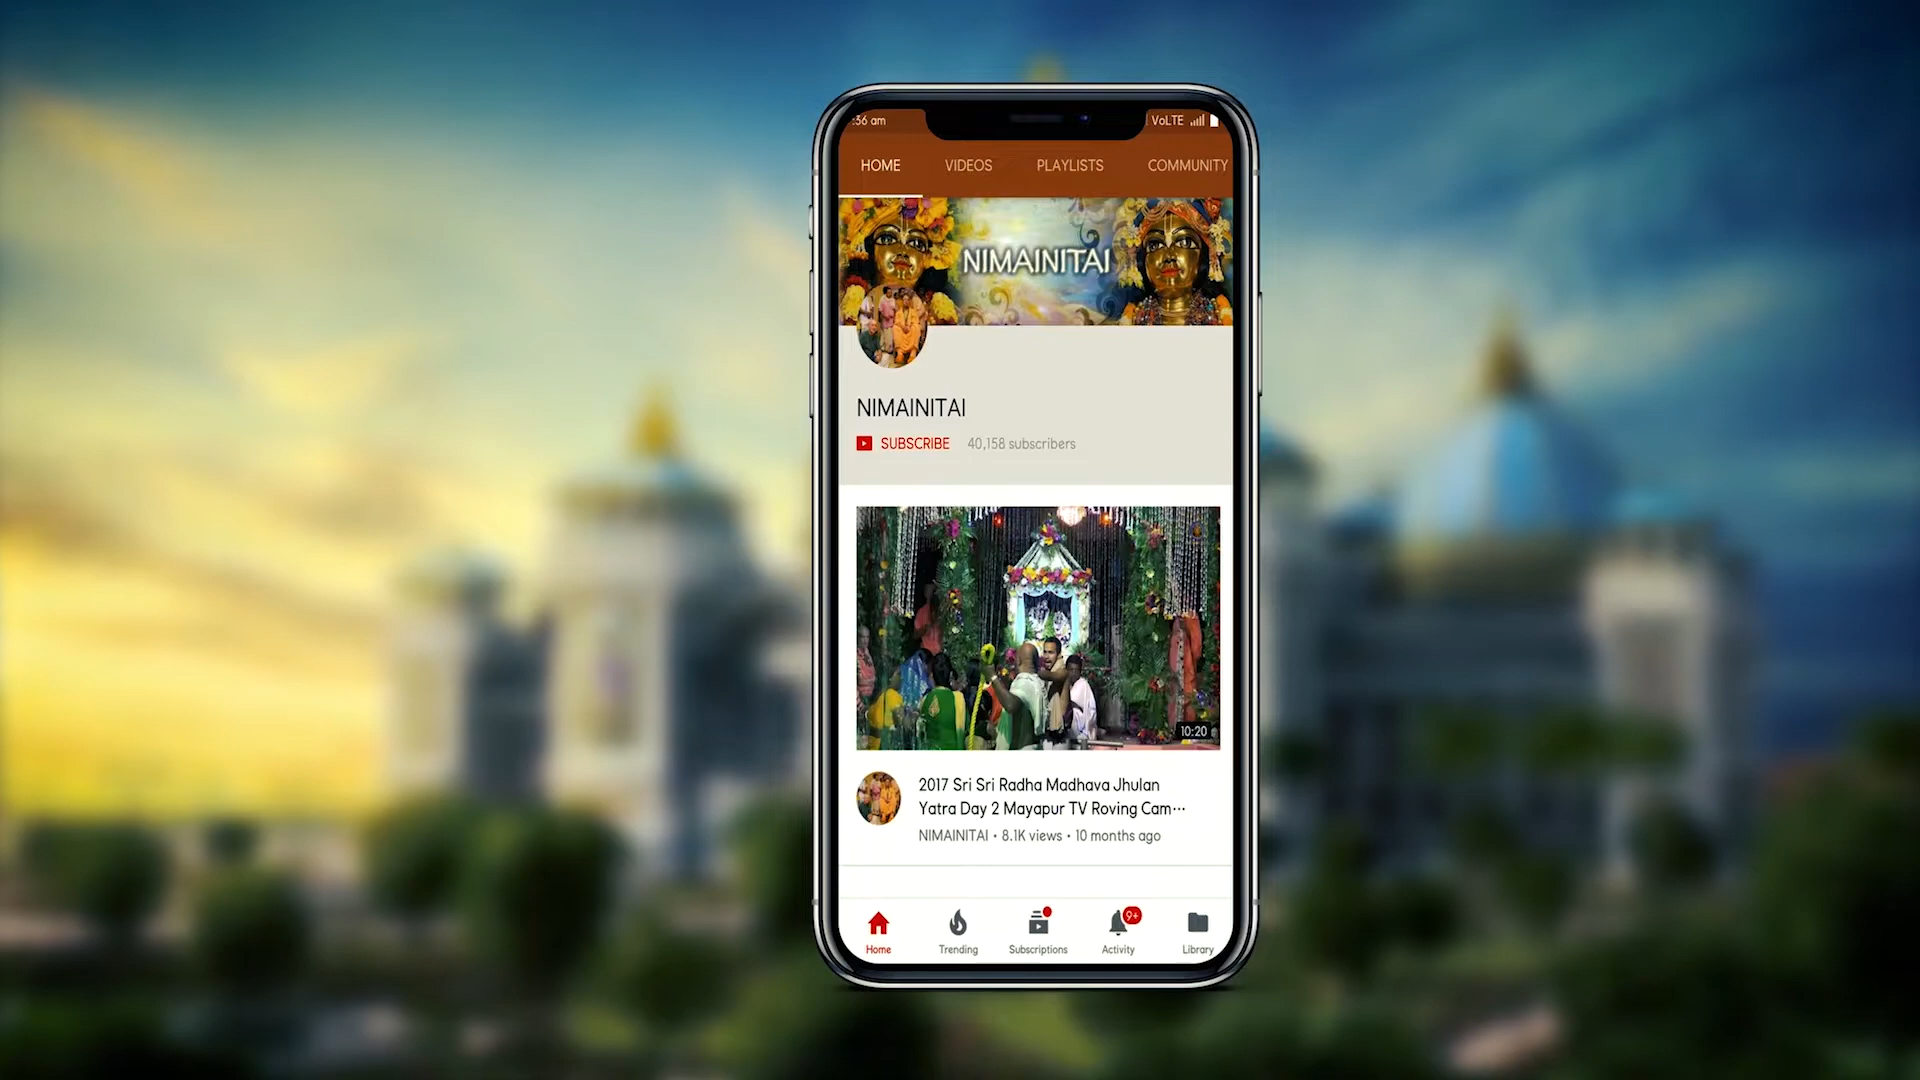 :36 am
VoLTE
HOME VIDEOS PLAYLISTS COMMUNITY
NIMAINITAI
NIMAINITAI
SUBSCRIBE 40,158 subscribers
10:20
2017 Sri Sri Radha Madhava Jhulan
Yatra Day 2 Mayapur TV Roving Cam...
NIMAINITAI • 8.1K views • 10 months ago
9+
Home Trending Subscriptions Activity Library